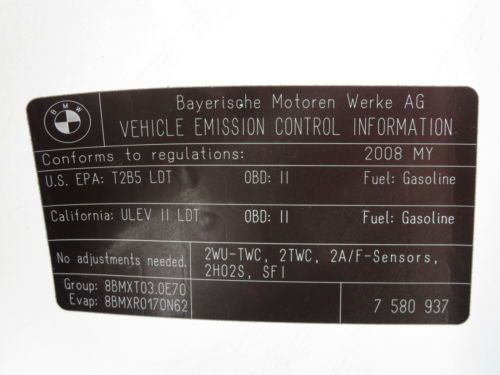 BMW
Bayerische Motoren Werke AG
VEHICLE EMISSION CONTROL INFORMATION
Conforms to regulations: 2008 MY
U.S. EPA: T2B5 LDT OBD: II Fuel: Gasoline
California: ULEV II LDT OBD: II Fuel: Gasoline
No adjustments needed. 2WU-TWC, 2TWC, 2A/F-Sensors,
2HO2S, SFI
Group: 8BMXT03.0E70
Evap: 8BMXR0170N62 7 580 937